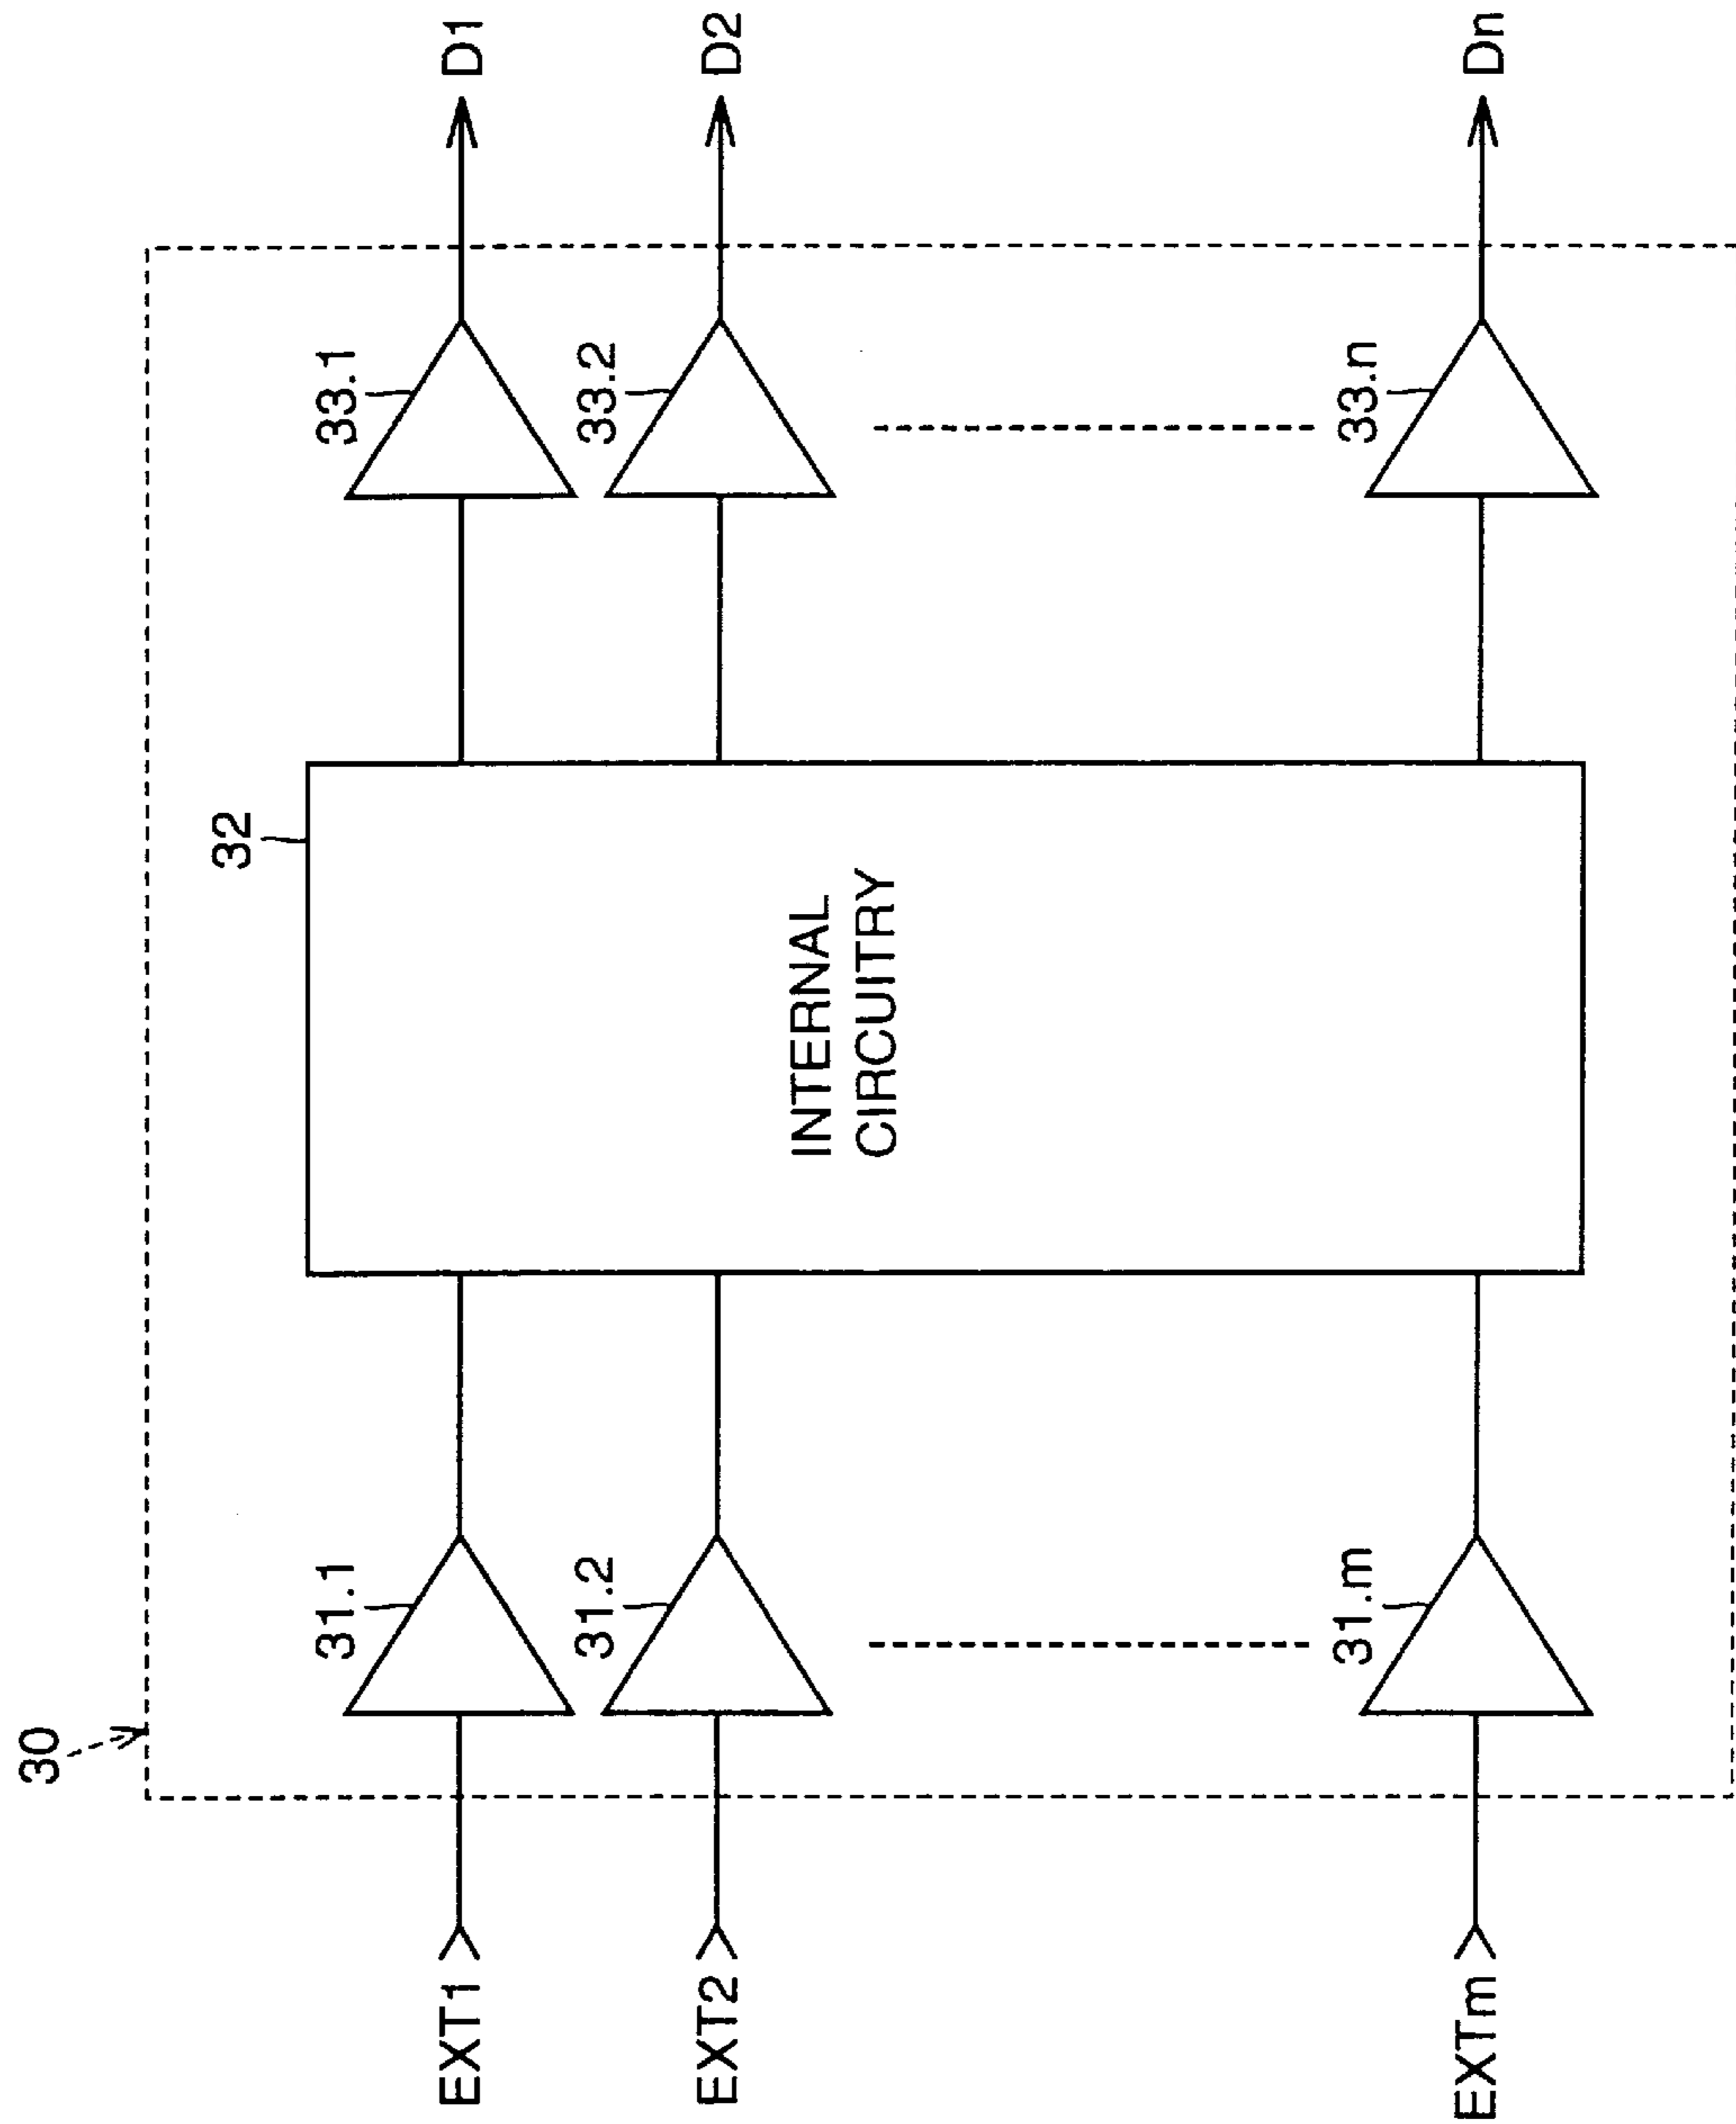 30
EXT1
31.1
33.1
D1
EXT2
31.2
33.2
D2
32
INTERNAL
CIRCUITRY
EXTm
31.m
33.n
Dn